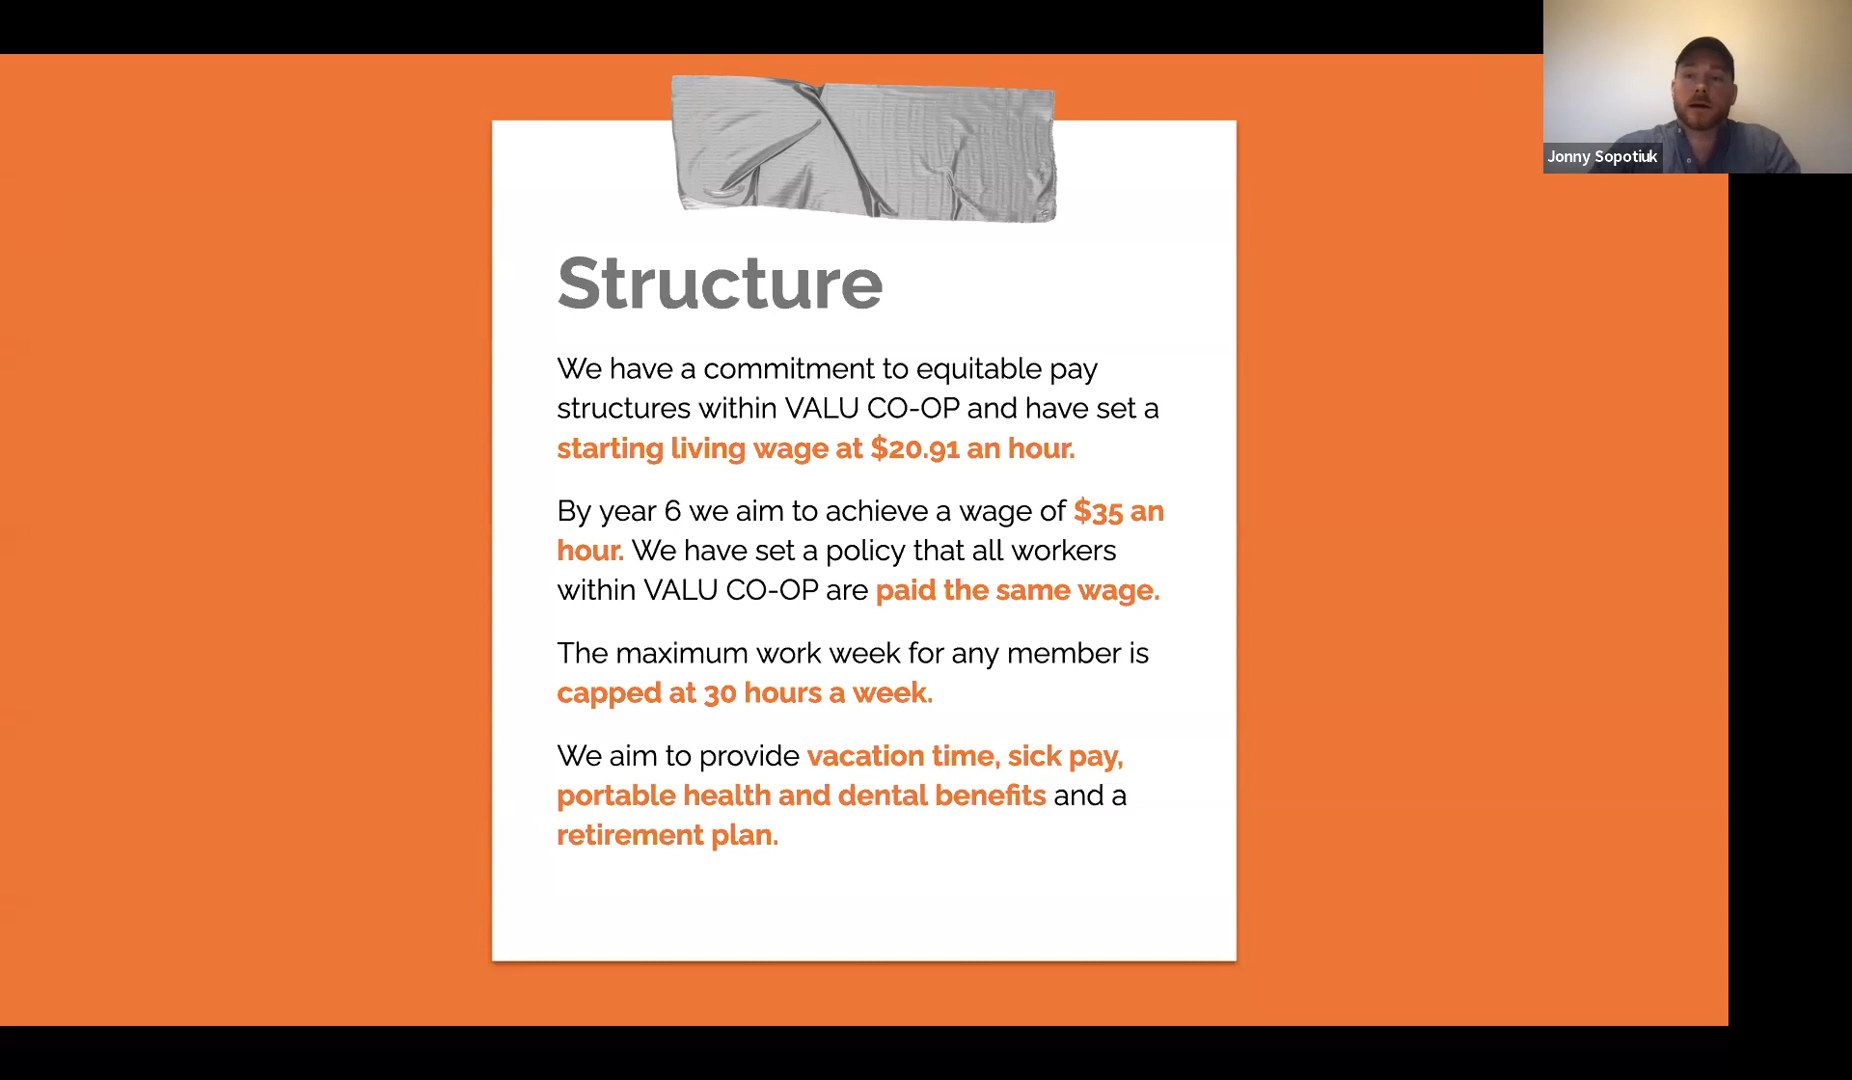 Jonny Sopotiuk
Structure
We have a commitment to equitable pay
structures within VALU CO-OP and have set a
starting living wage at $20.91 an hour.
By year 6 we aim to achieve a wage of $35 an
hour. We have set a policy that all workers
within VALU CO-OP are paid the same wage.
The maximum work week for any member is
capped at 30 hours a week.
We aim to provide vacation time, sick pay,
portable health and dental benefits and a
retirement plan.